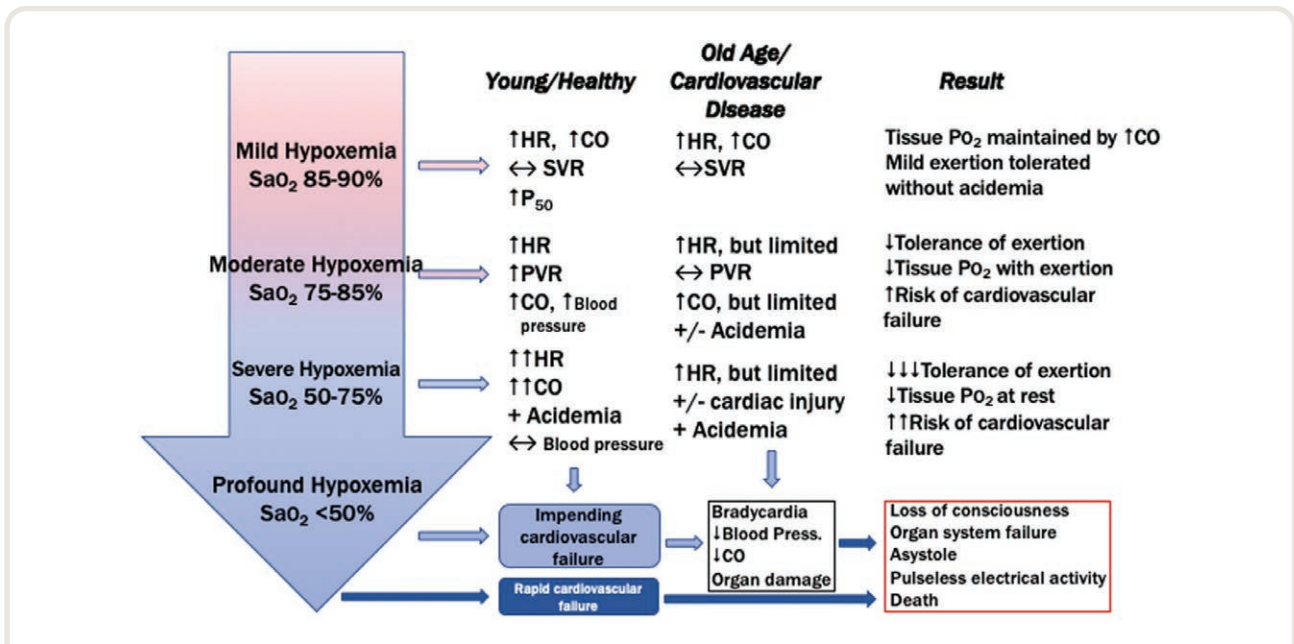 Young/Healthy
Old Age/
Cardiovascular
Disease
Result
Mild Hypoxemia
SaO₂ 85-90%
↑HR, ↑CO
↔ SVR
↑P₅₀
↑HR, ↑CO
↔SVR
Tissue PO₂ maintained by ↑CO
Mild exertion tolerated
without acidemia
Moderate Hypoxemia
SaO₂ 75-85%
↑HR
↑PVR
↑CO, ↑Blood
pressure
↑HR, but limited
↔ PVR
↑CO, but limited
+/- Acidemia
↓Tolerance of exertion
↓Tissue PO₂ with exertion
↑Risk of cardiovascular
failure
Severe Hypoxemia
SaO₂ 50-75%
↑↑HR
↑↑CO
+ Acidemia
↔ Blood pressure
↑HR, but limited
+/- cardiac injury
+ Acidemia
↓↓↓Tolerance of exertion
↓Tissue PO₂ at rest
↑↑Risk of cardiovascular
failure
Profound Hypoxemia
SaO₂ <50%
Impending
cardiovascular
failure
Bradycardia
↓Blood Press.
↓CO
Organ damage
Loss of consciousness
Organ system failure
Asystole
Pulseless electrical activity
Death
Rapid cardiovascular
failure